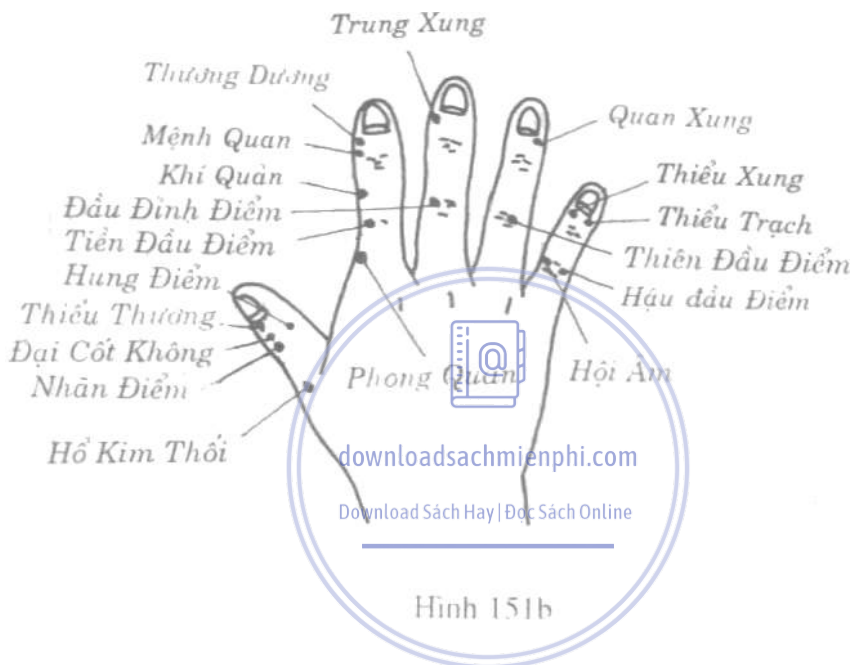 Trung Xung
Thương Dương
Mệnh Quan
Khí Quản
Đầu Đỉnh Điểm
Tiền Đầu Điểm
Hung Điểm
Thiếu Thương
Đại Cốt Không
Nhãn Điểm
Hổ Kim Thối
Quan Xung
Thiếu Xung
Thiếu Trạch
Thiên Đầu Điểm
Hậu đầu Điểm
Phong Quan
Hội Âm
@
downloadsachmienphi.com
Download Sách Hay | Đọc Sách Online
Hình 151b